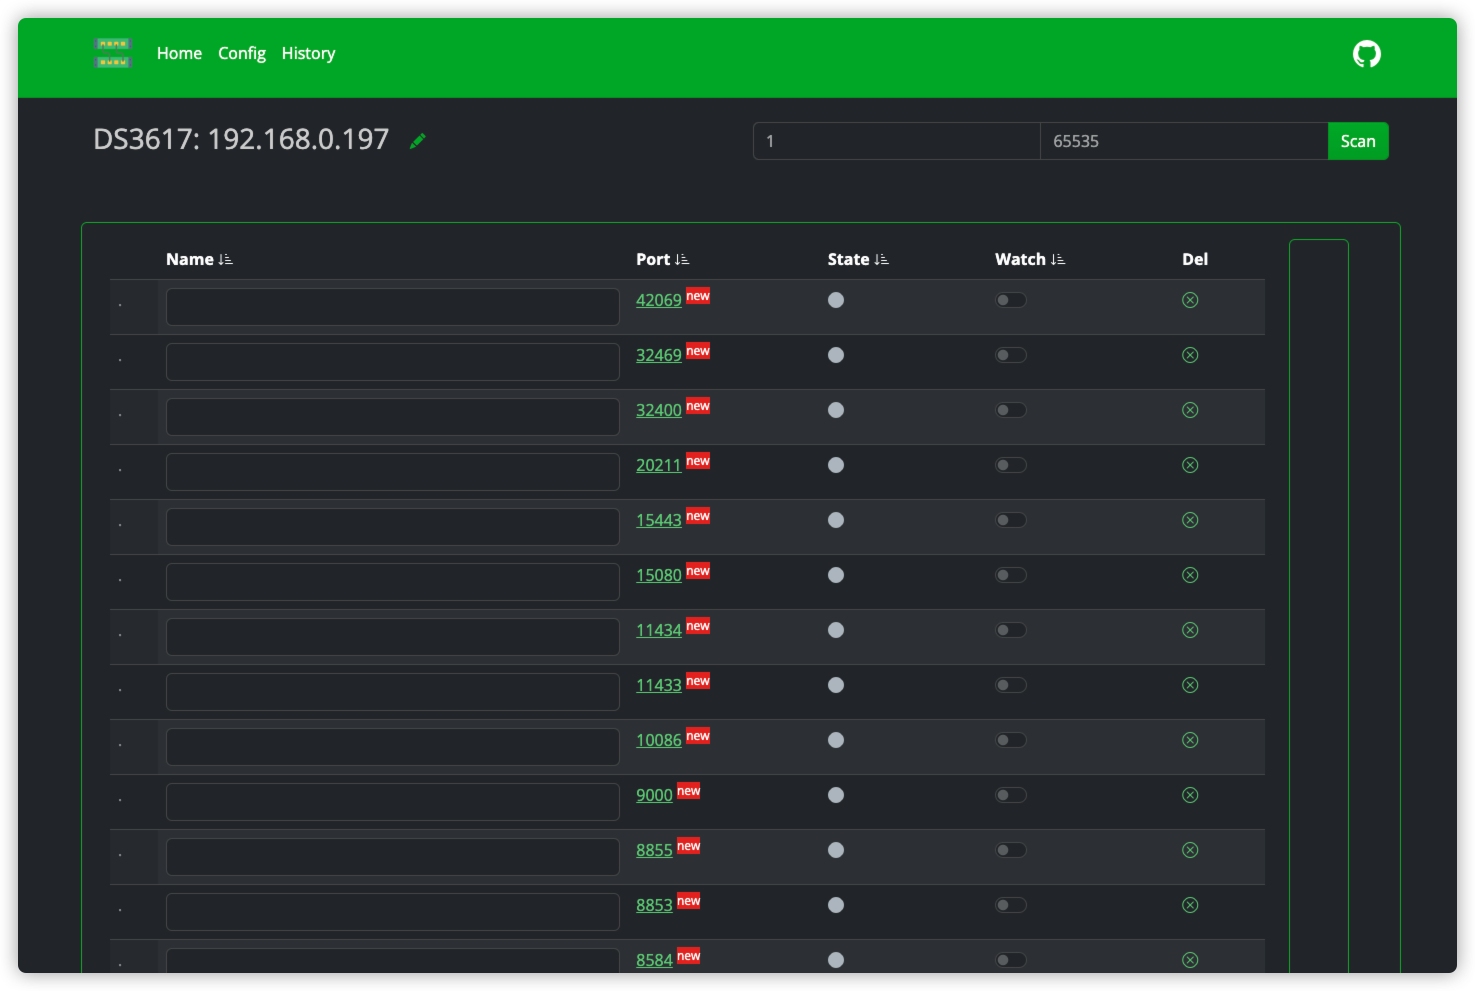 Home Config History
DS3617: 192.168.0.197
1 65535 Scan
Name Port State Watch Del
. 42069 new
. 32469 new
. 32400 new
. 20211 new
. 15443 new
. 15080 new
. 11434 new
. 11433 new
. 10086 new
. 9000 new
. 8855 new
. 8853 new
. 8584 new